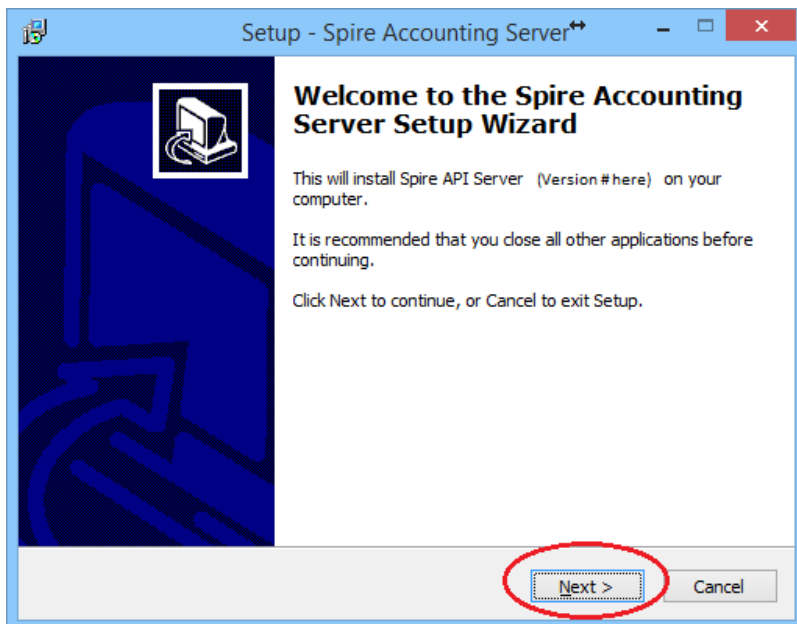 Setup - Spire Accounting Server
Welcome to the Spire Accounting
Server Setup Wizard
This will install Spire API Server (Version # here) on your
computer.
It is recommended that you close all other applications before
continuing.
Click Next to continue, or Cancel to exit Setup.
Next >
Cancel